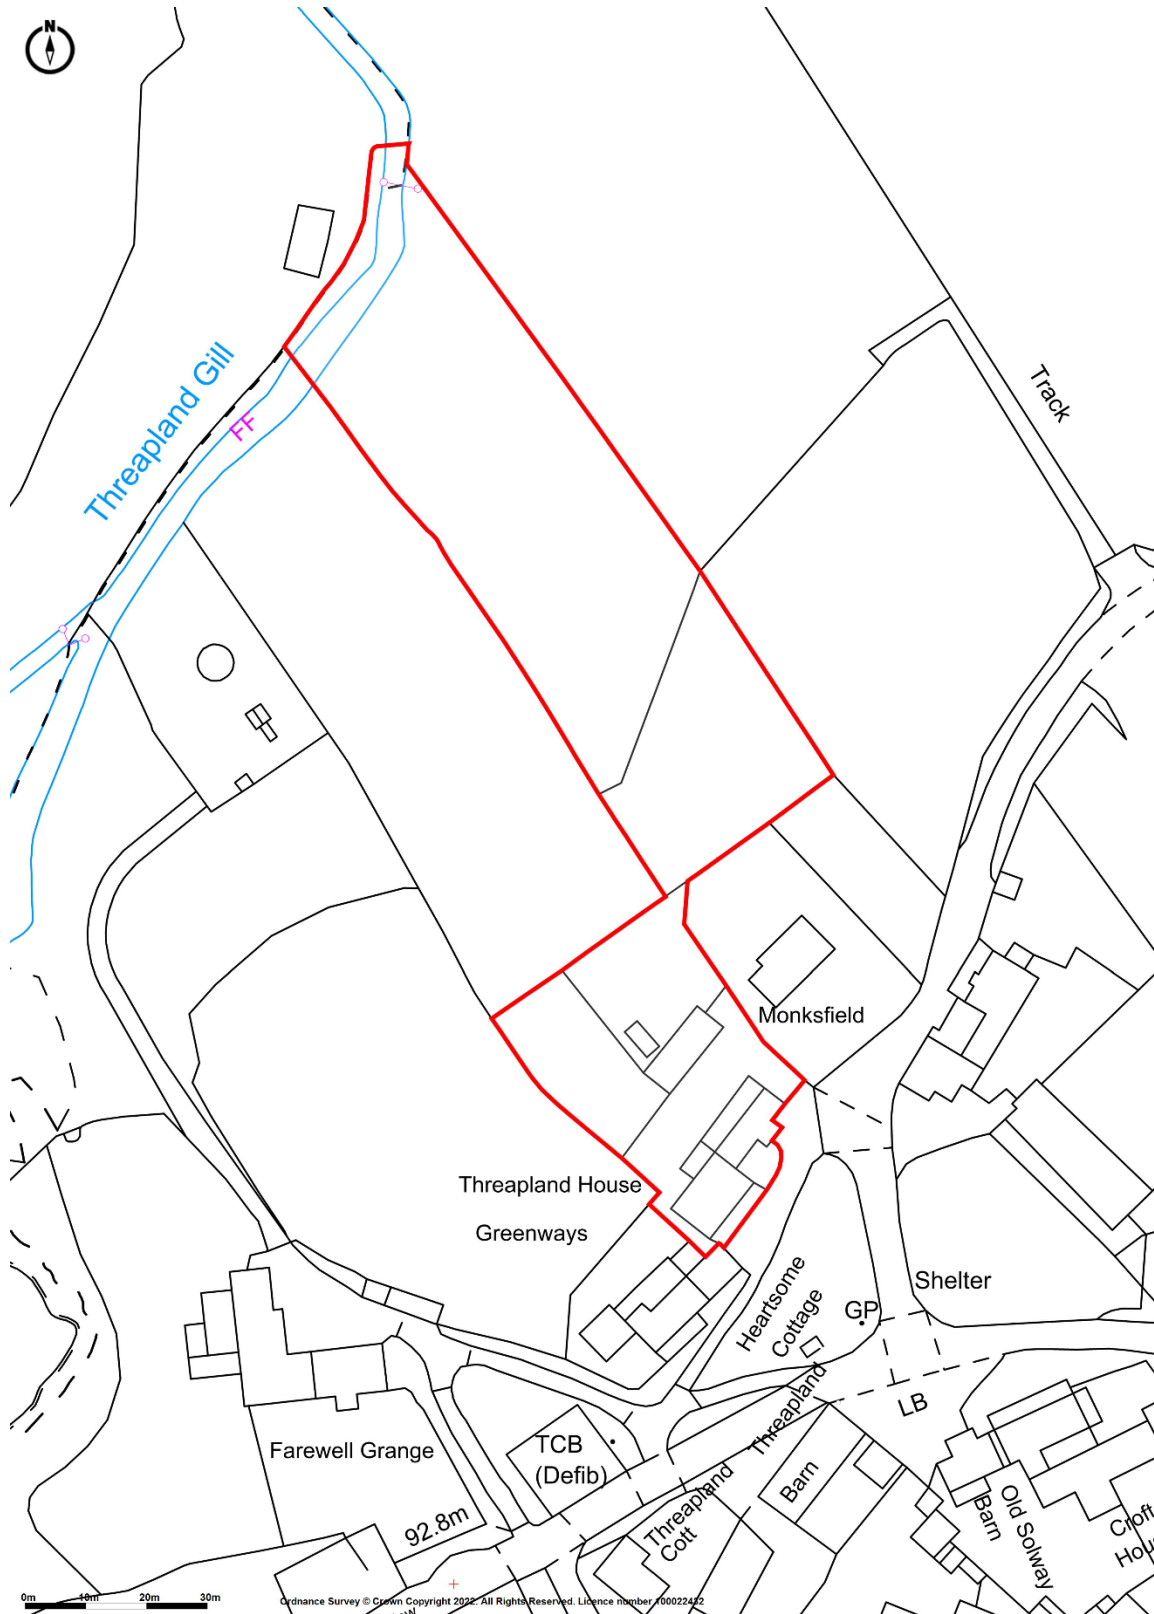 N
Track
Threapland Gill
FF
Monksfield
Threapland House
Greenways
Heartsome
Cottage
GP
Shelter
Threapland
LB
Farewell Grange
TCB
(Defib)
Threapland
Cott
Barn
Barn
Old Solway
Croft
92.8m
0m 10m 20m 30m
Ordnance Survey © Crown Copyright 2022. All Rights Reserved. Licence number 100022432